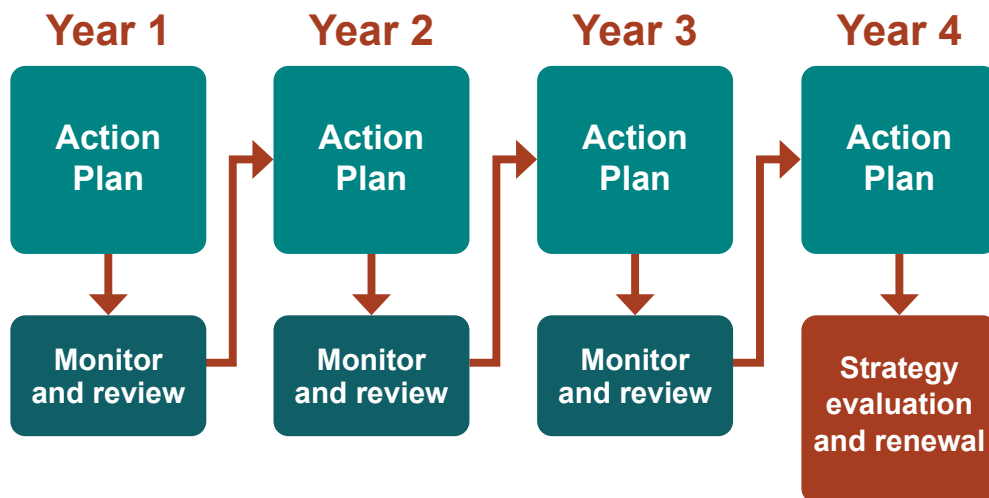 Year 1
Year 2
Year 3
Year 4
Action
Plan
Action
Plan
Action
Plan
Action
Plan
Monitor
and review
Monitor
and review
Monitor
and review
Strategy
evaluation
and renewal